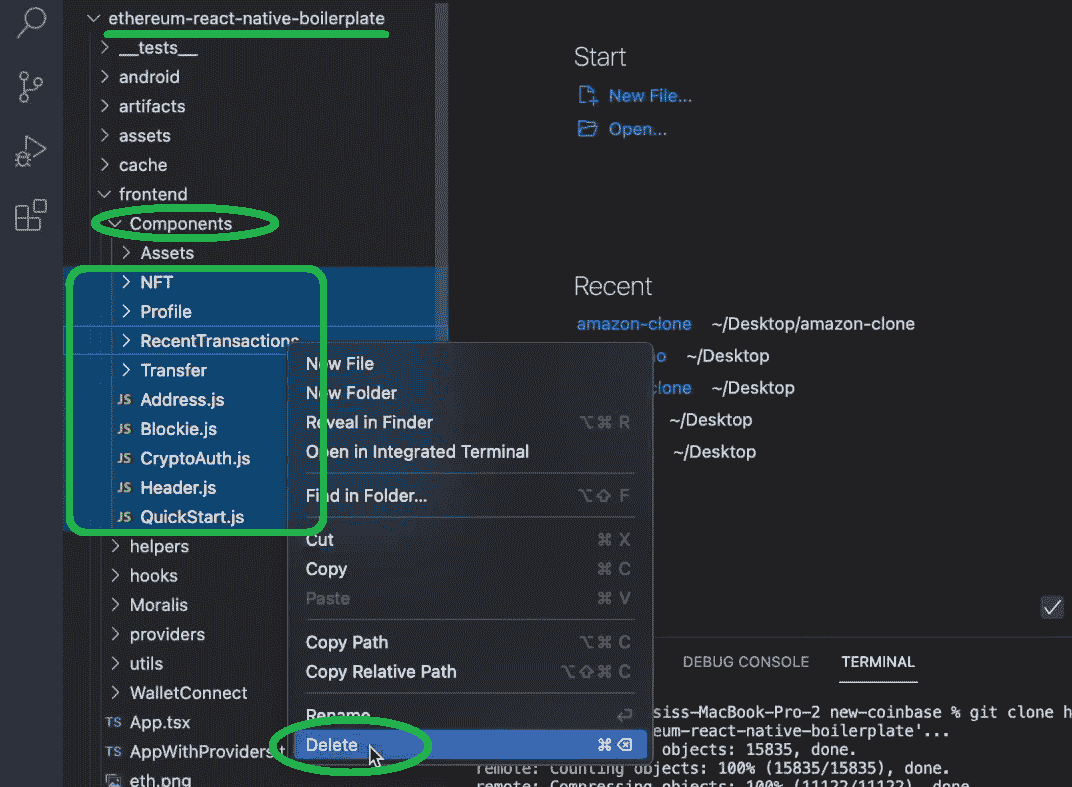 ethereum-react-native-boilerplate
__tests__
android
artifacts
assets
cache
frontend
Components
Assets
NFT
Profile
RecentTransactions
Transfer
JS Address.js
JS Blockie.js
JS CryptoAuth.js
JS Header.js
JS QuickStart.js
helpers
hooks
Moralis
providers
utils
WalletConnect
TS App.tsx
TS AppWithProviders.t
eth.png
New File
New Folder
Reveal in Finder ⌥⌘ R
Open in Integrated Terminal
Find in Folder... ⌥⇧ F
Cut ⌘ X
Copy ⌘ C
Paste ⌘ V
Copy Path ⌥⌘ C
Copy Relative Path ⌥⇧⌘ C
Rename
Delete ⌘
Start
New File...
Open...
Recent
amazon-clone ~/Desktop/amazon-clone
o ~/Desktop
clone ~/Desktop
~/Desktop
~/Desktop
DEBUG CONSOLE TERMINAL
siss-MacBook-Pro-2 new-coinbase % git clone h
eum-react-native-boilerplate'...
objects: 15835, done.
remote: Counting objects: 100% (15835/15835), done.
remote: Compressing objects: 100% (11122/11122), done.